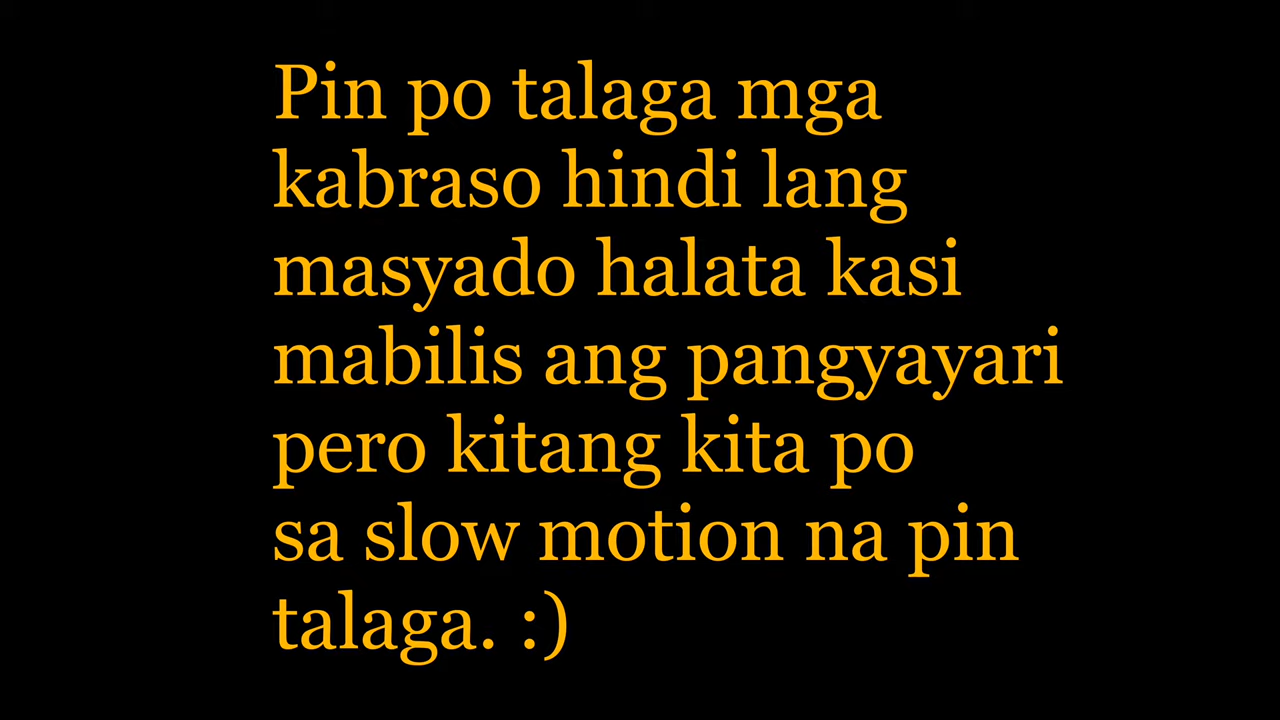 Pin po talaga mga
kabraso hindi lang
masyado halata kasi
mabilis ang pangyayari
pero kitang kita po
sa slow motion na pin
talaga. :)